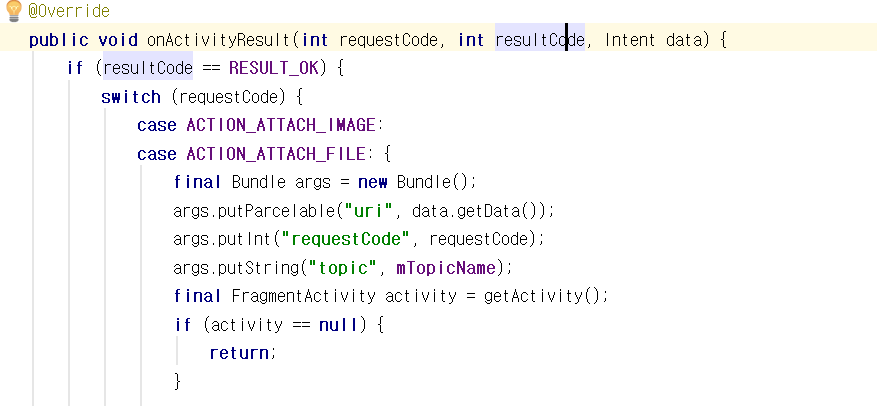 @Override
public void onActivityResult(int requestCode, int resultCode, Intent data) {
if (resultCode == RESULT_OK) {
switch (requestCode) {
case ACTION_ATTACH_IMAGE:
case ACTION_ATTACH_FILE: {
final Bundle args = new Bundle();
args.putParcelable("uri", data.getData());
args.putInt("requestCode", requestCode);
args.putString("topic", mTopicName);
final FragmentActivity activity = getActivity();
if (activity == null) {
return;
}